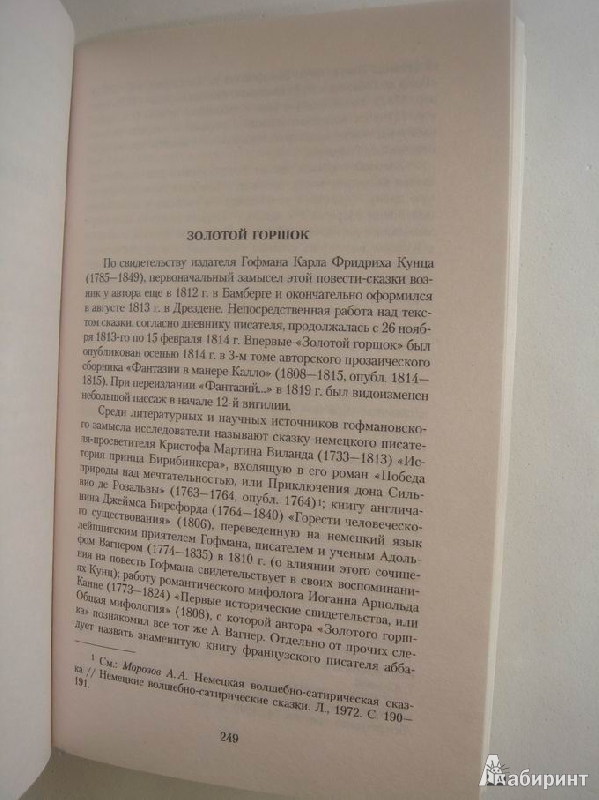 ЗОЛОТОЙ ГОРШОК
По свидетельству издателя Гофмана Карла Фридриха Кунца
(1785–1849), первоначальный замысел этой повести-сказки воз-
ник у автора еще в 1812 г. в Бамберге и окончательно оформился
в августе 1813 г. в Дрездене. Непосредственная работа над текс-
том сказки, согласно дневнику писателя, продолжалась с 26 нояб-
ря 1813-го по 15 февраля 1814 г. Впервые «Золотой горшок» был
опубликован осенью 1814 г. в 3-м томе авторского прозаического
сборника «Фантазии в манере Калло» (1808–1815, опубл. 1814–
1815). При переиздании «Фантазий...» в 1819 г. был видоизменен
небольшой пассаж в начале 12-й вигилии.
Среди литературных и научных источников гофмановско-
го замысла исследователи называют сказку немецкого писате-
ля-просветителя Кристофа Мартина Виланда (1733–1813) «Ис-
тория принца Бирибинкера», входящую в его роман «Победа
природы над мечтательностью, или Приключения дона Силь-
вио де Розальвы» (1763–1764, опубл. 1764)¹; книгу англича-
нина Джеймса Бирефорда (1764–1840) «Горести человеческо-
го существования» (1806), переведенную на немецкий язык
лейпцигским приятелем Гофмана, писателем и ученым Адоль-
фом Вагнером (1774–1835) в 1810 г. (о влиянии этого сочине-
ния на повесть Гофмана свидетельствует в своих воспоминани-
ях Кунц); работу романтического мифолога Иоганна Арнольда
Канне (1773–1824) «Первые исторические свидетельства, или
Общая мифология» (1808), с которой автора «Золотого горш-
ка» познакомил все тот же А. Вагнер. Отдельно от прочих сле-
дует назвать знаменитую книгу французского писателя абба-
¹ См.: Морозов А.А. Немецкая волшебно-сатирическая сказ-
ка // Немецкие волшебно-сатирические сказки. Л., 1972. С. 190–
191.
249
Лабиринт